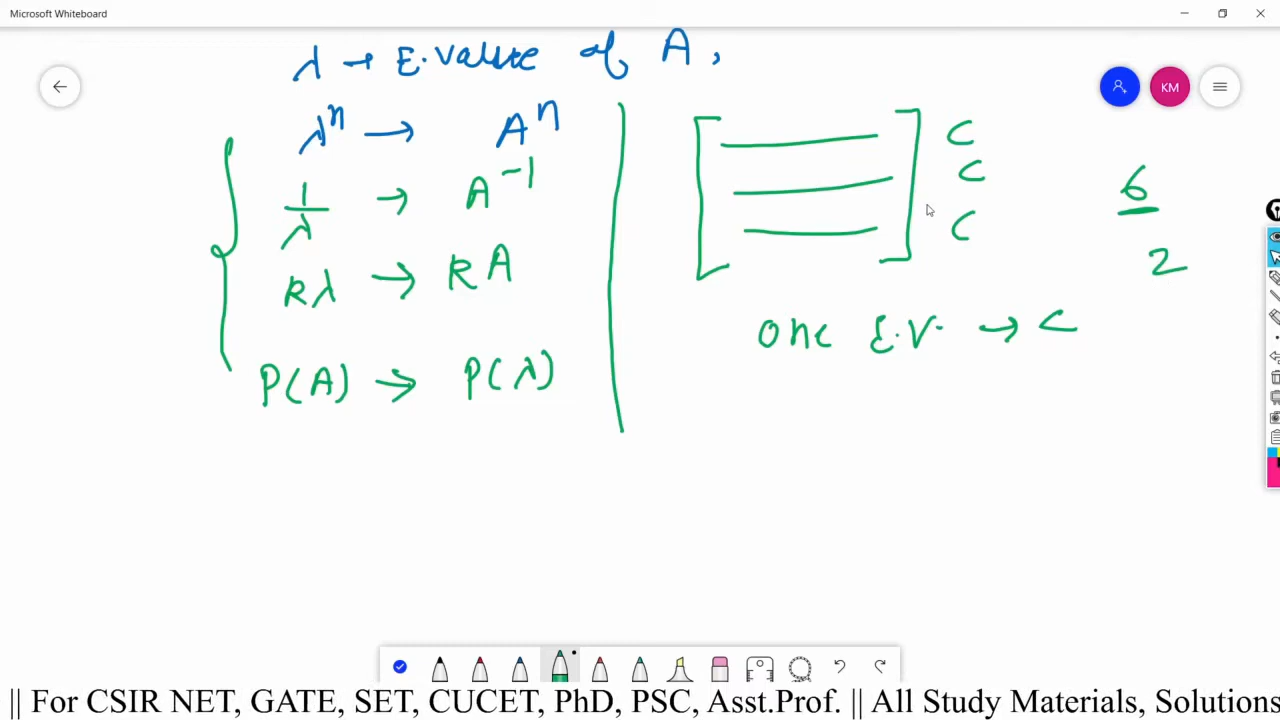 Microsoft Whiteboard
λ → E.value of A,
λⁿ → Aⁿ
1/λ → A⁻¹
Kλ → KA
P(A) → P(λ)
C
C
C
one E.V. → C
6
2
KM
|| For CSIR NET, GATE, SET, CUCET, PhD, PSC, Asst.Prof. || All Study Materials, Solutions